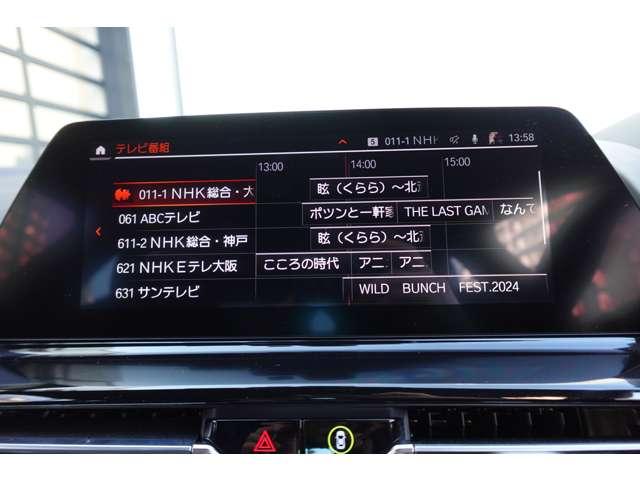 テレビ番組
5 011-1 NHK 13:58
13:00 14:00 15:00
011-1 NHK総合・大 眩（くらら）～北
061 ABCテレビ ポツンと一軒 THE LAST GAM なんて
611-2 NHK総合・神戸 眩（くらら）～北
621 NHKEテレ大阪 こころの時代 アニ アニ
631 サンテレビ WILD BUNCH FEST.2024